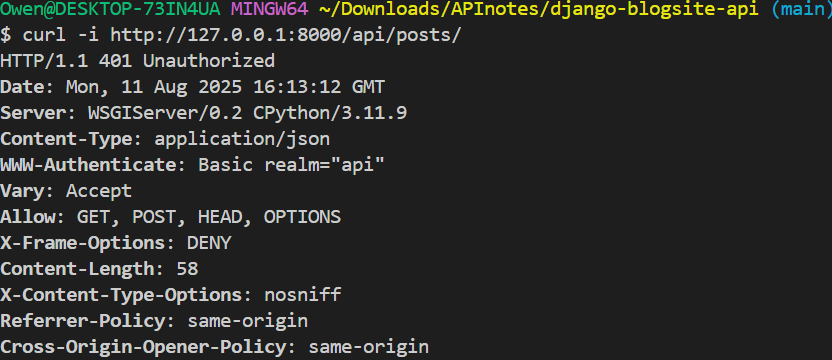 Owen@DESKTOP-73IN4UA MINGW64 ~/Downloads/APInotes/django-blogsite-api (main)
$ curl -i http://127.0.0.1:8000/api/posts/
HTTP/1.1 401 Unauthorized
Date: Mon, 11 Aug 2025 16:13:12 GMT
Server: WSGIServer/0.2 CPython/3.11.9
Content-Type: application/json
WWW-Authenticate: Basic realm="api"
Vary: Accept
Allow: GET, POST, HEAD, OPTIONS
X-Frame-Options: DENY
Content-Length: 58
X-Content-Type-Options: nosniff
Referrer-Policy: same-origin
Cross-Origin-Opener-Policy: same-origin